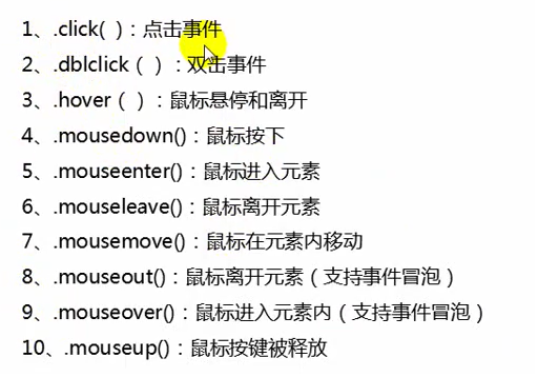 1、.click( )：点击事件
2、.dblclick（ ）：双击事件
3、.hover（ ）：鼠标悬停和离开
4、.mousedown()：鼠标按下
5、.mouseenter()：鼠标进入元素
6、.mouseleave()：鼠标离开元素
7、.mousemove()：鼠标在元素内移动
8、.mouseout()：鼠标离开元素（支持事件冒泡）
9、.mouseover()：鼠标进入元素内（支持事件冒泡）
10、.mouseup()：鼠标按键被释放